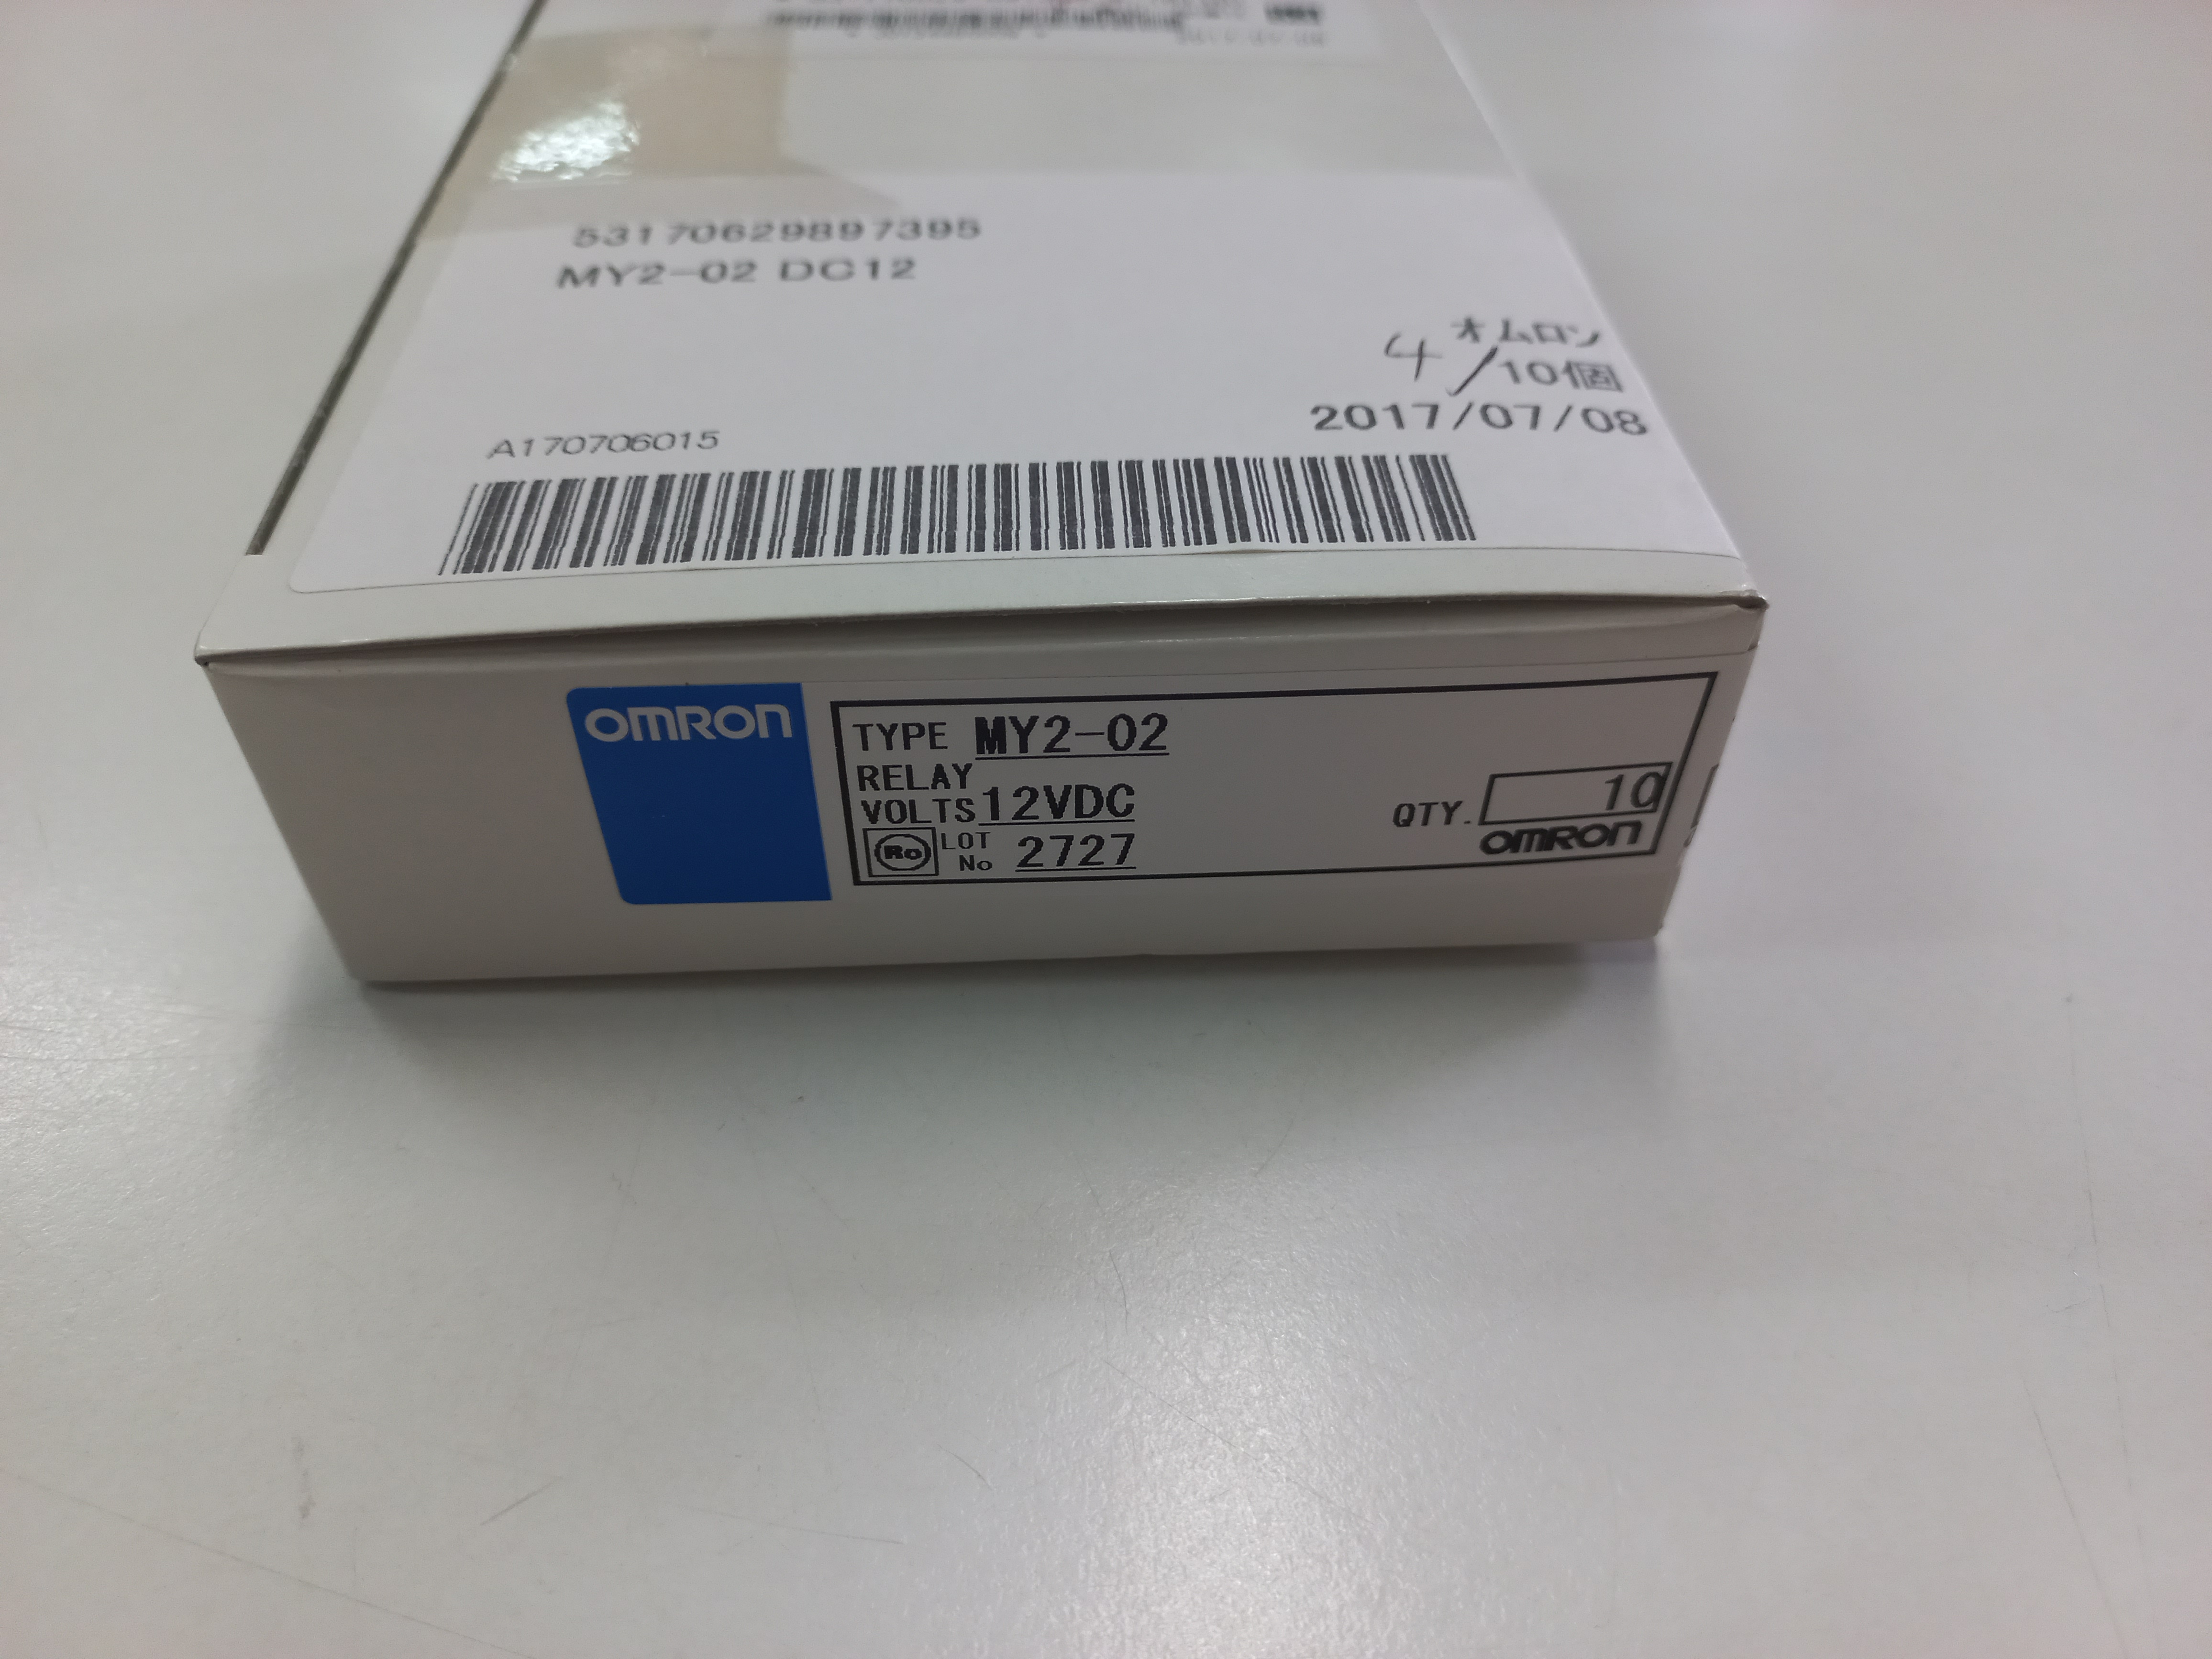 53170629897395
MY2-02 DC12
オムロン
4/10個
2017/07/08
A170706015
OMRON
TYPE MY2-02
RELAY
VOLTS 12VDC
Ro LOT No 2727
QTY. 10
OMRON